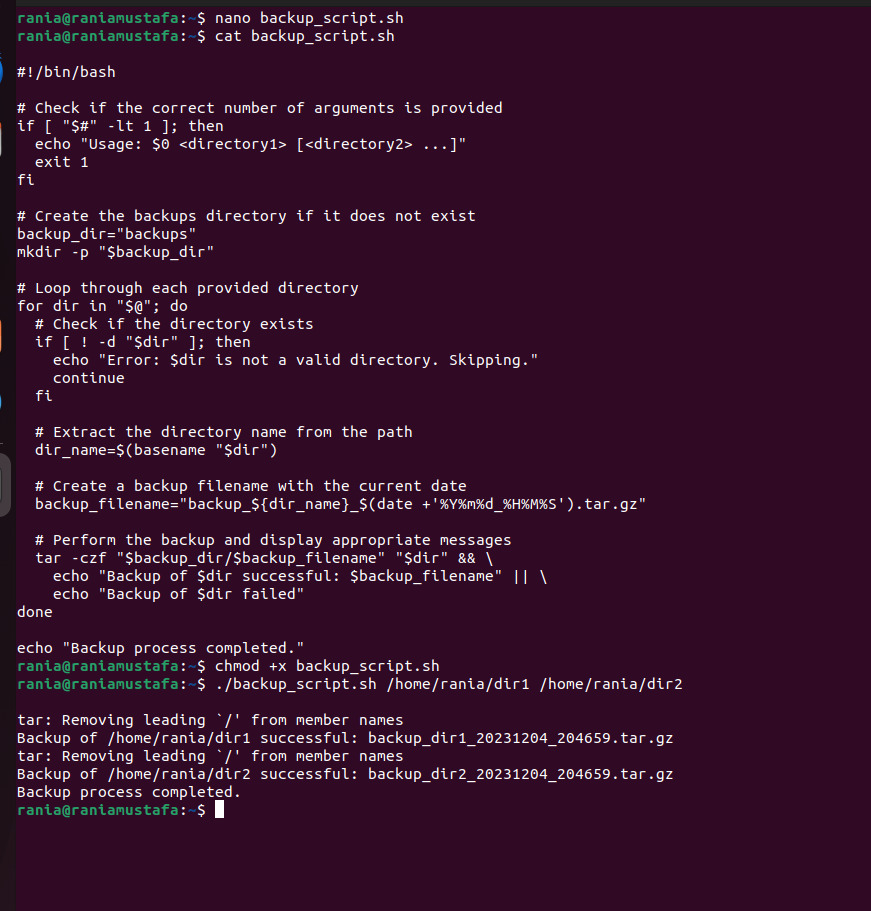 rania@raniamustafa:~$ nano backup_script.sh
rania@raniamustafa:~$ cat backup_script.sh
#!/bin/bash
# Check if the correct number of arguments is provided
if [ "$#" -lt 1 ]; then
  echo "Usage: $0 <directory1> [<directory2> ...]"
  exit 1
fi
# Create the backups directory if it does not exist
backup_dir="backups"
mkdir -p "$backup_dir"
# Loop through each provided directory
for dir in "$@"; do
  # Check if the directory exists
  if [ ! -d "$dir" ]; then
    echo "Error: $dir is not a valid directory. Skipping."
    continue
  fi
  # Extract the directory name from the path
  dir_name=$(basename "$dir")
  # Create a backup filename with the current date
  backup_filename="backup_${dir_name}_$(date +'%Y%m%d_%H%M%S').tar.gz"
  # Perform the backup and display appropriate messages
  tar -czf "$backup_dir/$backup_filename" "$dir" && \
    echo "Backup of $dir successful: $backup_filename" || \
    echo "Backup of $dir failed"
done
echo "Backup process completed."
rania@raniamustafa:~$ chmod +x backup_script.sh
rania@raniamustafa:~$ ./backup_script.sh /home/rania/dir1 /home/rania/dir2
tar: Removing leading `/' from member names
Backup of /home/rania/dir1 successful: backup_dir1_20231204_204659.tar.gz
tar: Removing leading `/' from member names
Backup of /home/rania/dir2 successful: backup_dir2_20231204_204659.tar.gz
Backup process completed.
rania@raniamustafa:~$